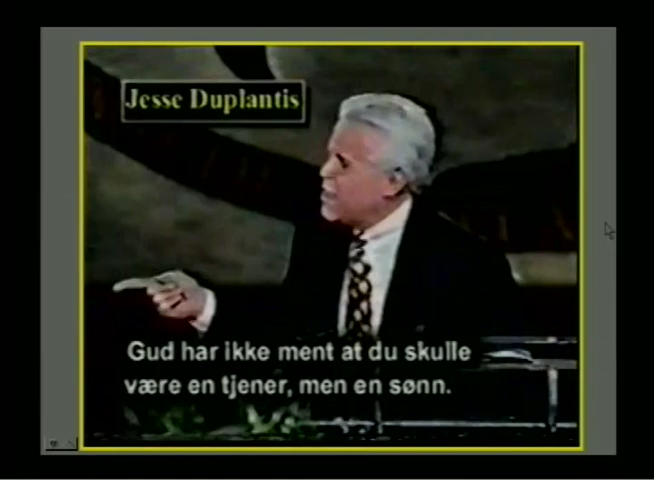 Jesse Duplantis
Gud har ikke ment at du skulle
være en tjener, men en sønn.